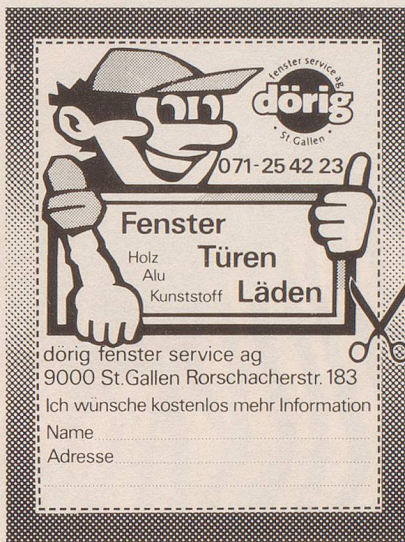 fenster service ag
dörig
· St.Gallen ·
071-25 42 23
Fenster
Holz
Türen
Alu
Kunststoff Läden
dörig fenster service ag
9000 St.Gallen Rorschacherstr. 183
Ich wünsche kostenlos mehr Information
Name
Adresse